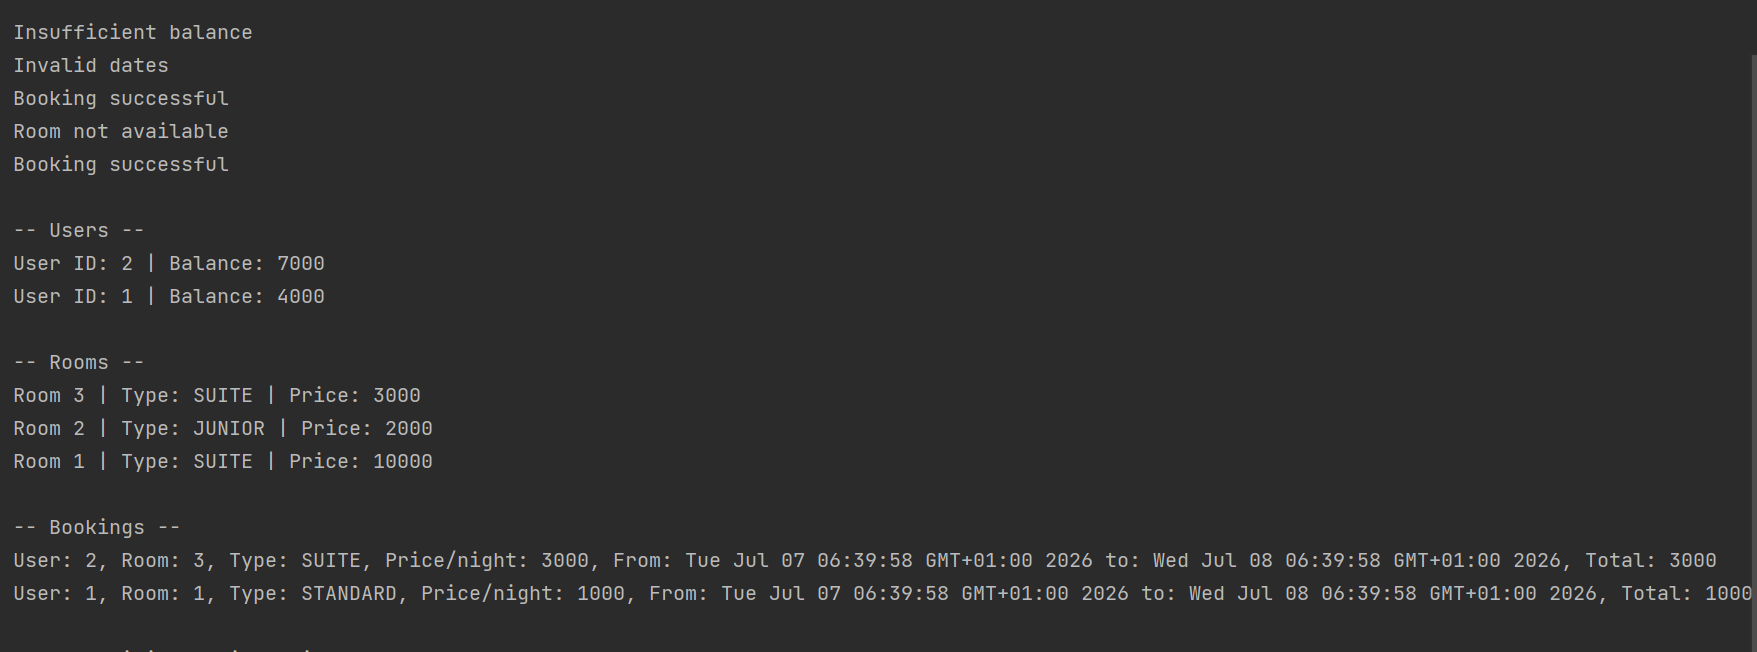 Insufficient balance
Invalid dates
Booking successful
Room not available
Booking successful
-- Users --
User ID: 2 | Balance: 7000
User ID: 1 | Balance: 4000
-- Rooms --
Room 3 | Type: SUITE | Price: 3000
Room 2 | Type: JUNIOR | Price: 2000
Room 1 | Type: SUITE | Price: 10000
-- Bookings --
User: 2, Room: 3, Type: SUITE, Price/night: 3000, From: Tue Jul 07 06:39:58 GMT+01:00 2026 to: Wed Jul 08 06:39:58 GMT+01:00 2026, Total: 3000
User: 1, Room: 1, Type: STANDARD, Price/night: 1000, From: Tue Jul 07 06:39:58 GMT+01:00 2026 to: Wed Jul 08 06:39:58 GMT+01:00 2026, Total: 1000